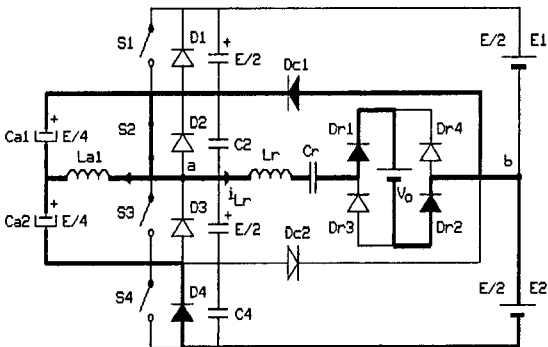 S1
D1
+
E/2
E/2
E1
Dc1
+
Ca1
E/4
S2
D2
C2
Lr
Cr
Dr1
Dr4
La1
a
b
iLr
Vo
+
Ca2
E/4
S3
D3
+
E/2
Dr3
Dr2
Dc2
S4
D4
C4
E/2
E2